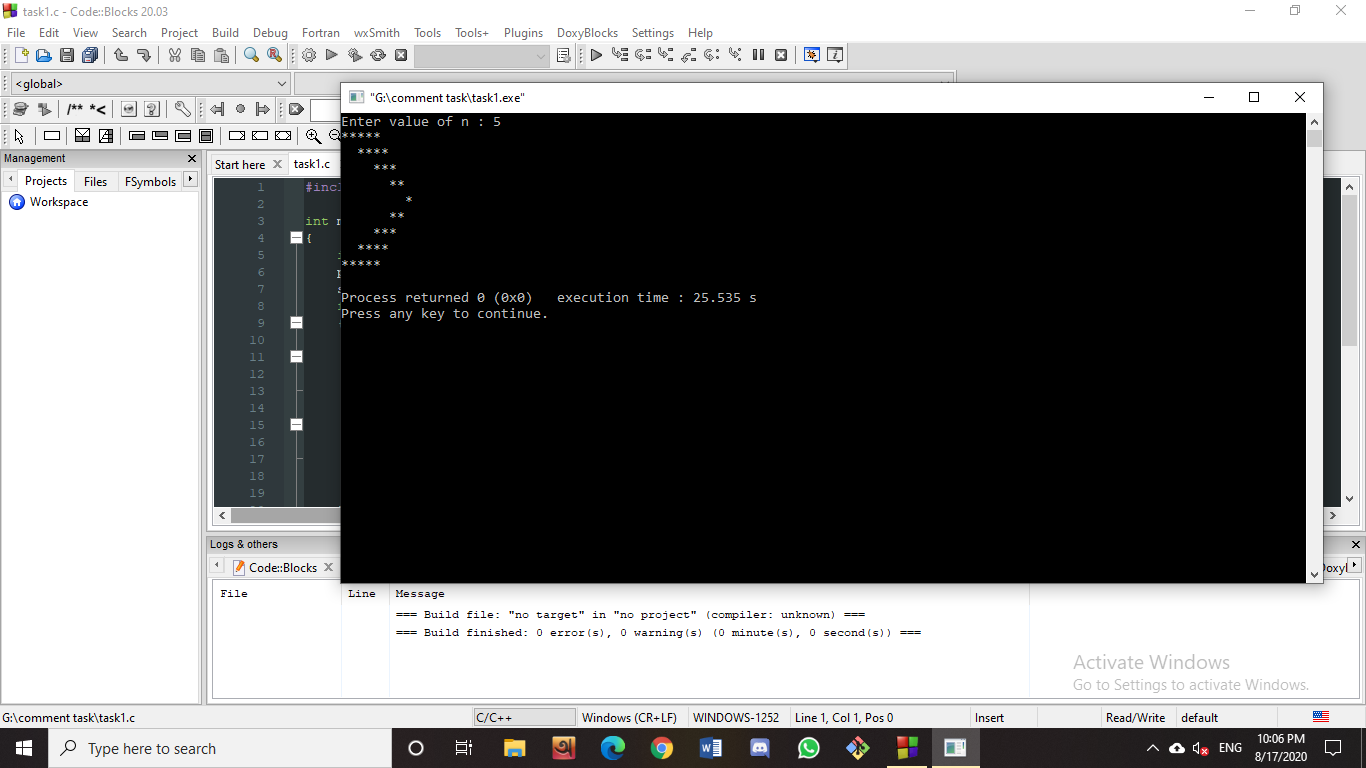 task1.c - Code::Blocks 20.03
File Edit View Search Project Build Debug Fortran wxSmith Tools Tools+ Plugins DoxyBlocks Settings Help
<global>
/** *<
"G:\comment task\task1.exe"
Enter value of n : 5
*****
  ****
    ***
      **
        *
      **
    ***
  ****
*****
Process returned 0 (0x0)   execution time : 25.535 s
Press any key to continue.
Management
Projects Files FSymbols
Workspace
Start here task1.c
1 #incl
2
3 int
4 {
5
6
7
8
9
10
11
12
13
14
15
16
17
18
19
Logs & others
Code::Blocks
File Line Message
=== Build file: "no target" in "no project" (compiler: unknown) ===
=== Build finished: 0 error(s), 0 warning(s) (0 minute(s), 0 second(s)) ===
Activate Windows
Go to Settings to activate Windows.
G:\comment task\task1.c C/C++ Windows (CR+LF) WINDOWS-1252 Line 1, Col 1, Pos 0 Insert Read/Write default
Type here to search
ENG
10:06 PM
8/17/2020